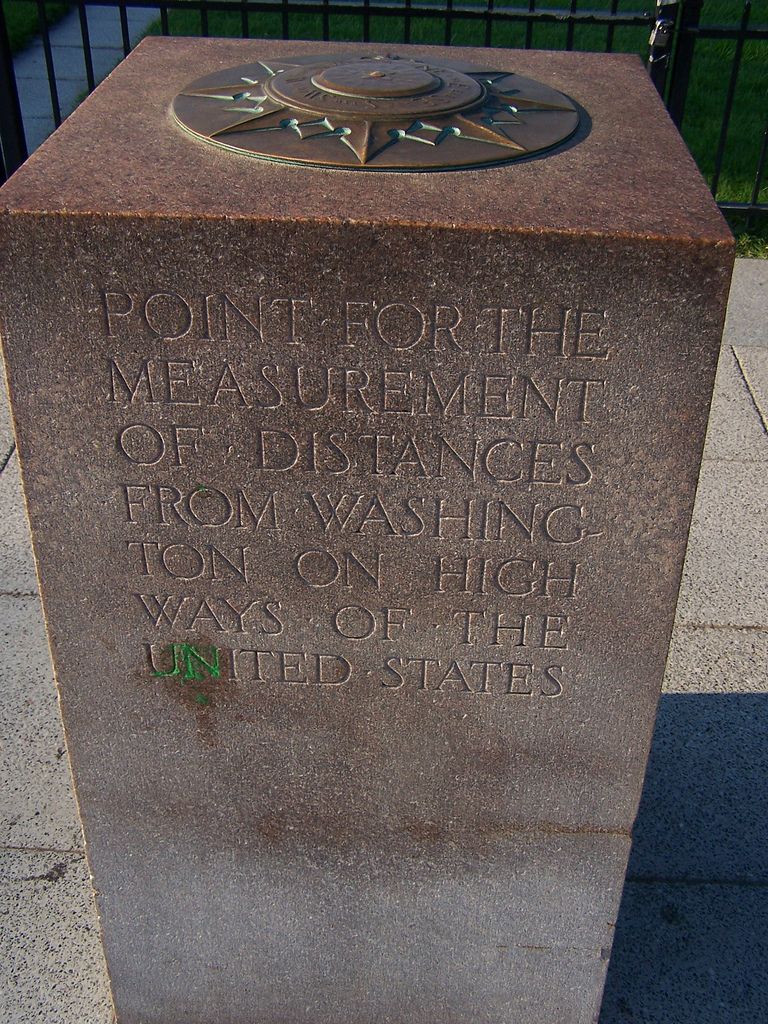 POINT·FOR·THE
MEASUREMENT
OF·DISTANCES
FROM·WASHING-
TON ON HIGH
WAYS·OF·THE
UNITED·STATES